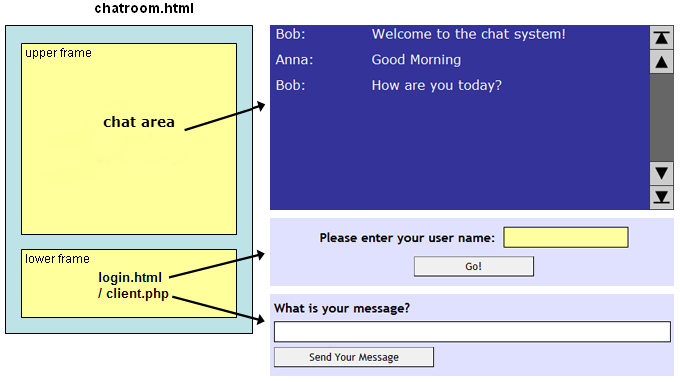 chatroom.html
upper frame
chat area
lower frame
login.html
/ client.php
Bob: Welcome to the chat system!
Anna: Good Morning
Bob: How are you today?
Please enter your user name:
Go!
What is your message?
Send Your Message